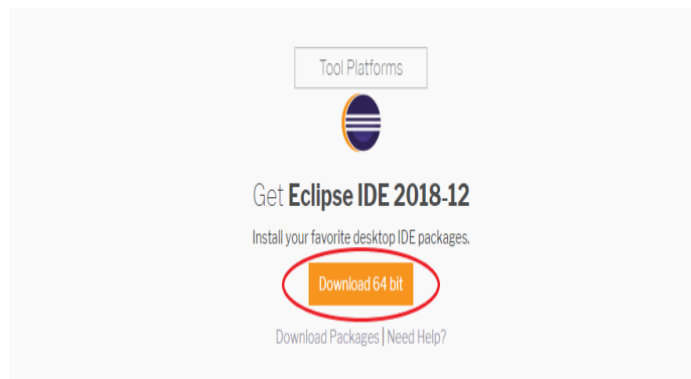 Tool Platforms
Get Eclipse IDE 2018-12
Install your favorite desktop IDE packages.
Download 64 bit
Download Packages | Need Help?